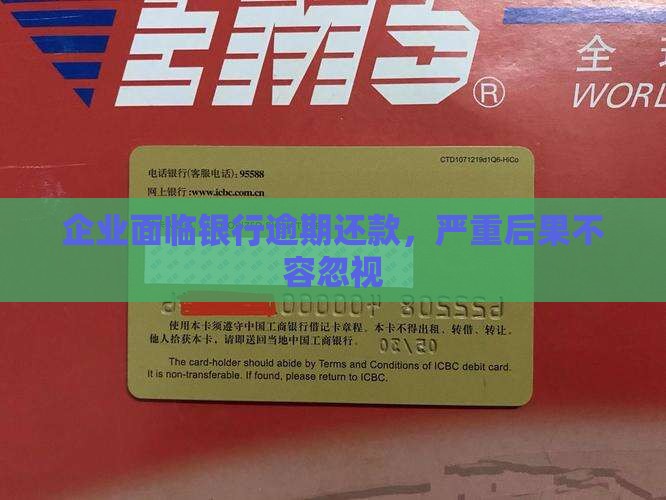 EMS®
全
WORL
CTD1071219d1Q6-HiCo
电话银行(客服电话):95588
网上银行:www.icbc.com.cn
企业面临银行逾期还款，严重后果不
容忽视
使用本卡须遵守中国工商银行借记卡章程。本卡不得出租、转借、转让。
他人拾获本卡，请即送回当地中国工商银行。
The card-holder should abide by Terms and Conditions of ICBC debit card.
It is non-transferable. If found, please return to ICBC.